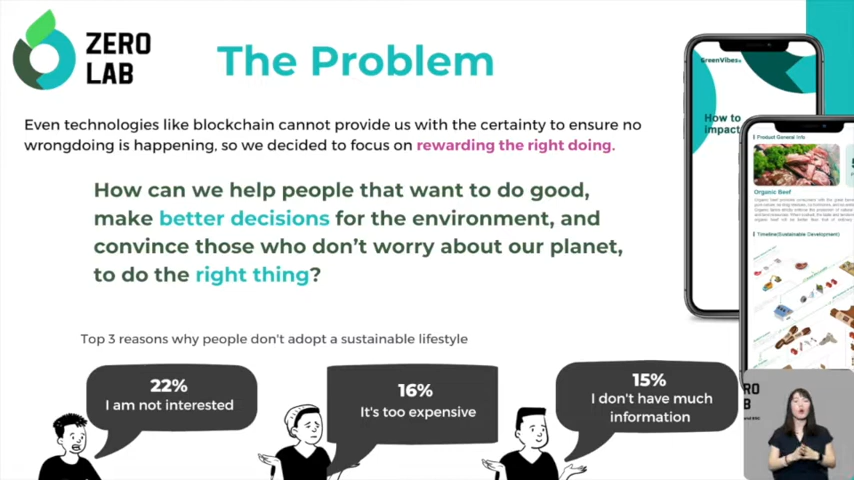 ZERO
LAB
The Problem
Even technologies like blockchain cannot provide us with the certainty to ensure no
wrongdoing is happening, so we decided to focus on rewarding the right doing.
How can we help people that want to do good,
make better decisions for the environment, and
convince those who don't worry about our planet,
to do the right thing?
Top 3 reasons why people don't adopt a sustainable lifestyle
22%
I am not interested
16%
It's too expensive
15%
I don't have much
information
GreenVibes
How to
impact
Product General Info
Organic Beef
Timeline(Sustainable Development)
RO
B